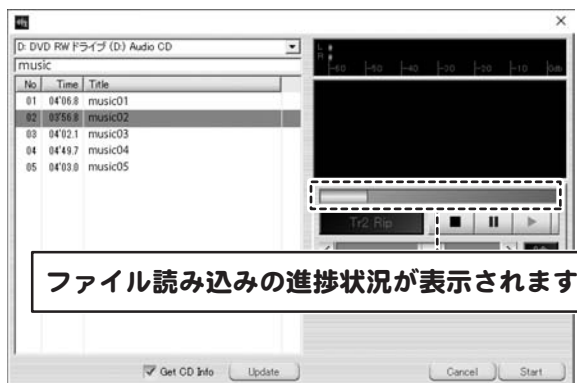 D: DVD RW ドライブ (D:) Audio CD
music
No Time Title
01 04'06.8 music01
02 03'56.8 music02
03 04'02.1 music03
04 04'49.7 music04
05 04'03.0 music05
L
R
-60 -50 -40 -30 -20 -10 0dB
Tr2 Rip
ファイル読み込みの進捗状況が表示されます
Get CD Info Update Cancel Start